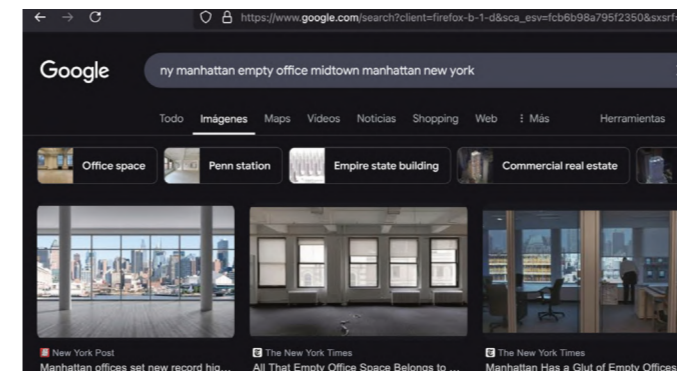 https://www.google.com/search?client=firefox-b-1-d&sca_esv=fcb6b98a795f2350&sxsrf=
Google
ny manhattan empty office midtown manhattan new york
Todo Imágenes Maps Videos Noticias Shopping Web ⋮ Más Herramientas
Office space Penn station Empire state building Commercial real estate
New York Post The New York Times The New York Times
Manhattan offices set new record hig... All That Empty Office Space Belongs to ... Manhattan Has a Glut of Empty Offices